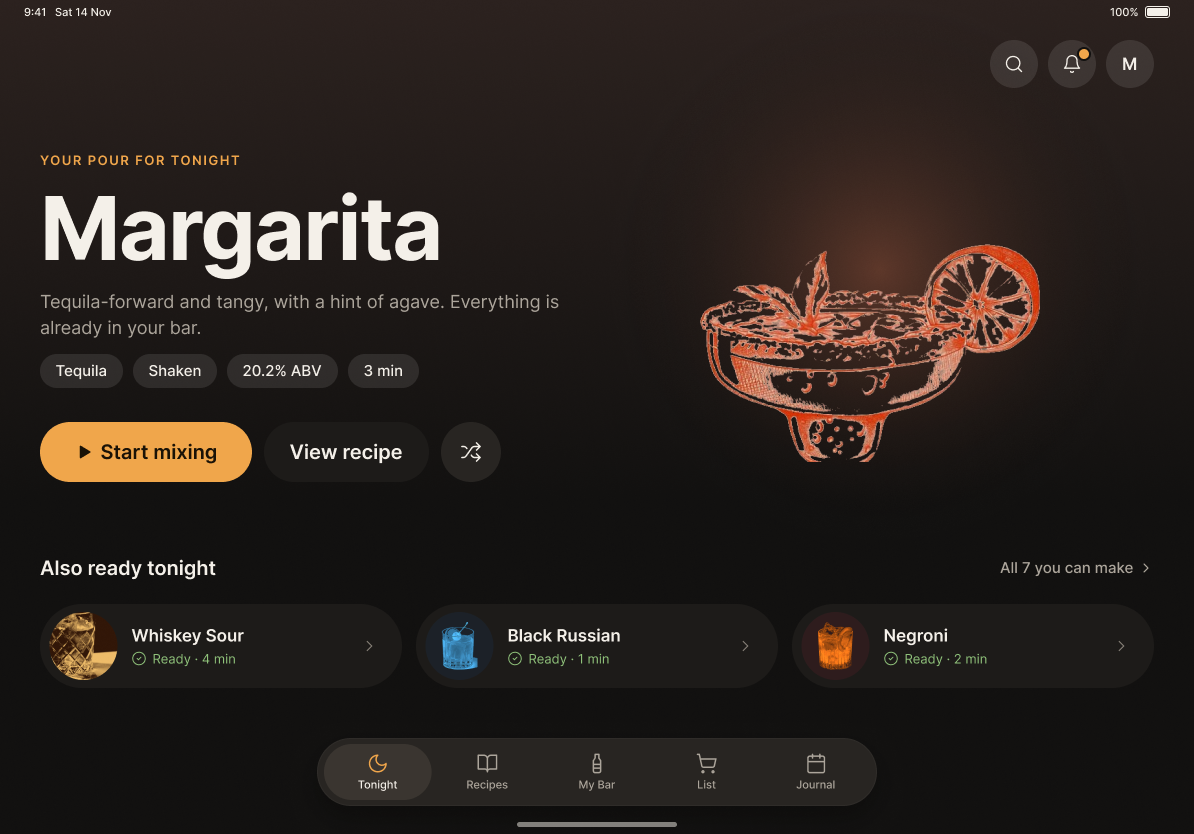 9:41 Sat 14 Nov
100%
M
YOUR POUR FOR TONIGHT
Margarita
Tequila-forward and tangy, with a hint of agave. Everything is
already in your bar.
Tequila
Shaken
20.2% ABV
3 min
Start mixing
View recipe
Also ready tonight
All 7 you can make
Whiskey Sour
Ready · 4 min
Black Russian
Ready · 1 min
Negroni
Ready · 2 min
Tonight
Recipes
My Bar
List
Journal